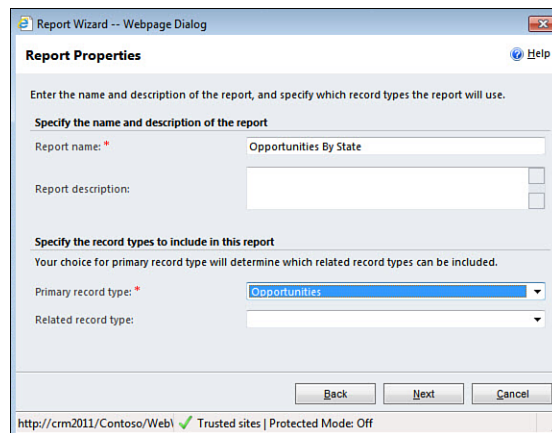 Report Wizard -- Webpage Dialog
Report Properties
Help
Enter the name and description of the report, and specify which record types the report will use.
Specify the name and description of the report
Report name: * Opportunities By State
Report description:
Specify the record types to include in this report
Your choice for primary record type will determine which related record types can be included.
Primary record type: * Opportunities
Related record type:
Back Next Cancel
http://crm2011/Contoso/Web\ Trusted sites | Protected Mode: Off